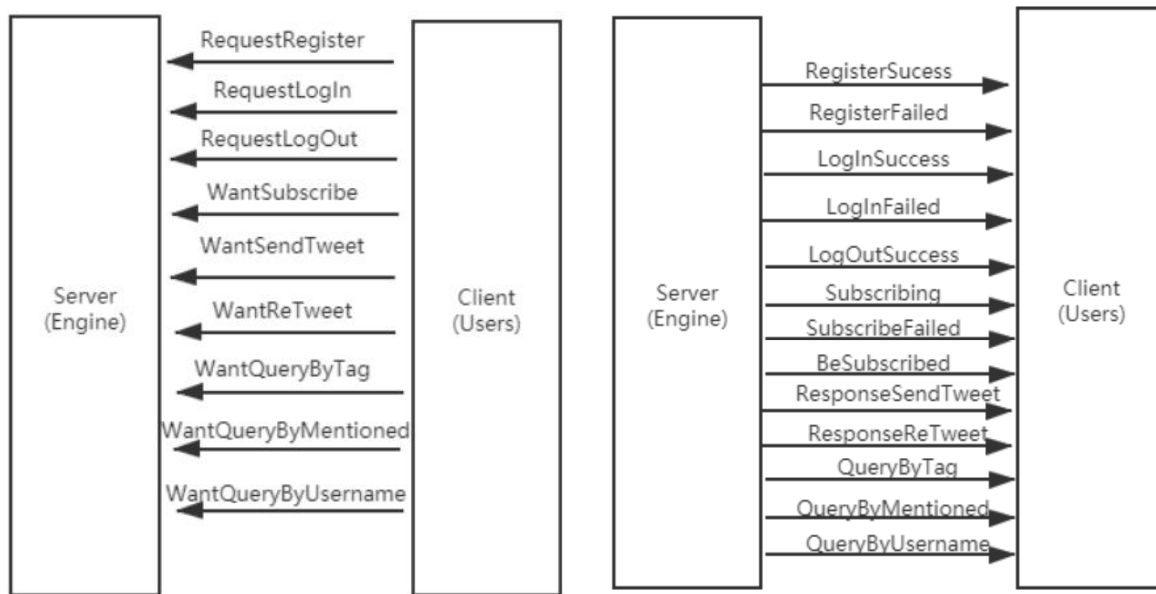 RequestRegister
RequestLogIn
RequestLogOut
WantSubscribe
WantSendTweet
Server
(Engine)
WantReTweet
Client
(Users)
WantQueryByTag
WantQueryByMentioned
WantQueryByUsername
RegisterSucess
RegisterFailed
LogInSuccess
LogInFailed
LogOutSuccess
Server
(Engine)
Subscribing
Client
(Users)
SubscribeFailed
BeSubscribed
ResponseSendTweet
ResponseReTweet
QueryByTag
QueryByMentioned
QueryByUsername